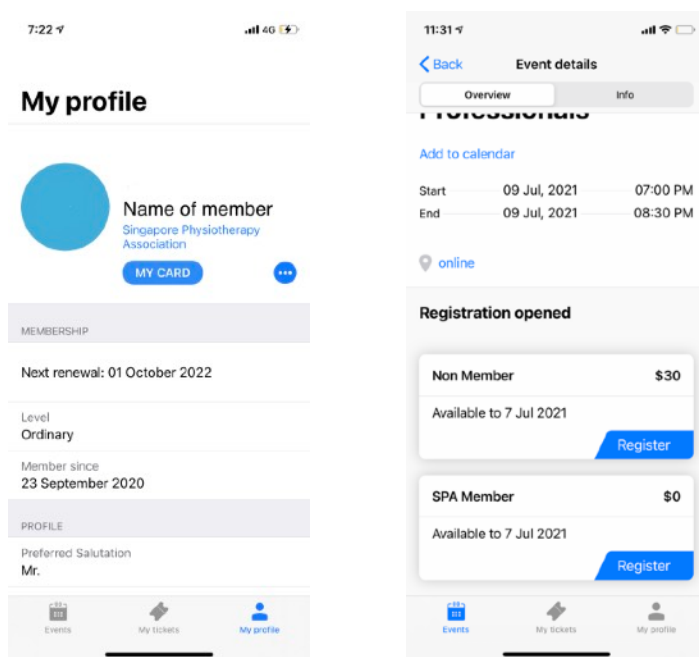 7:22
4G
My profile
Name of member
Singapore Physiotherapy
Association
MY CARD
MEMBERSHIP
Next renewal: 01 October 2022
Level
Ordinary
Member since
23 September 2020
PROFILE
Preferred Salutation
Mr.
Events
My tickets
My profile
11:31
Back
Event details
Overview
Info
Professionals
Add to calendar
Start 09 Jul, 2021 07:00 PM
End 09 Jul, 2021 08:30 PM
online
Registration opened
Non Member $30
Available to 7 Jul 2021
Register
SPA Member $0
Available to 7 Jul 2021
Register
Events
My tickets
My profile